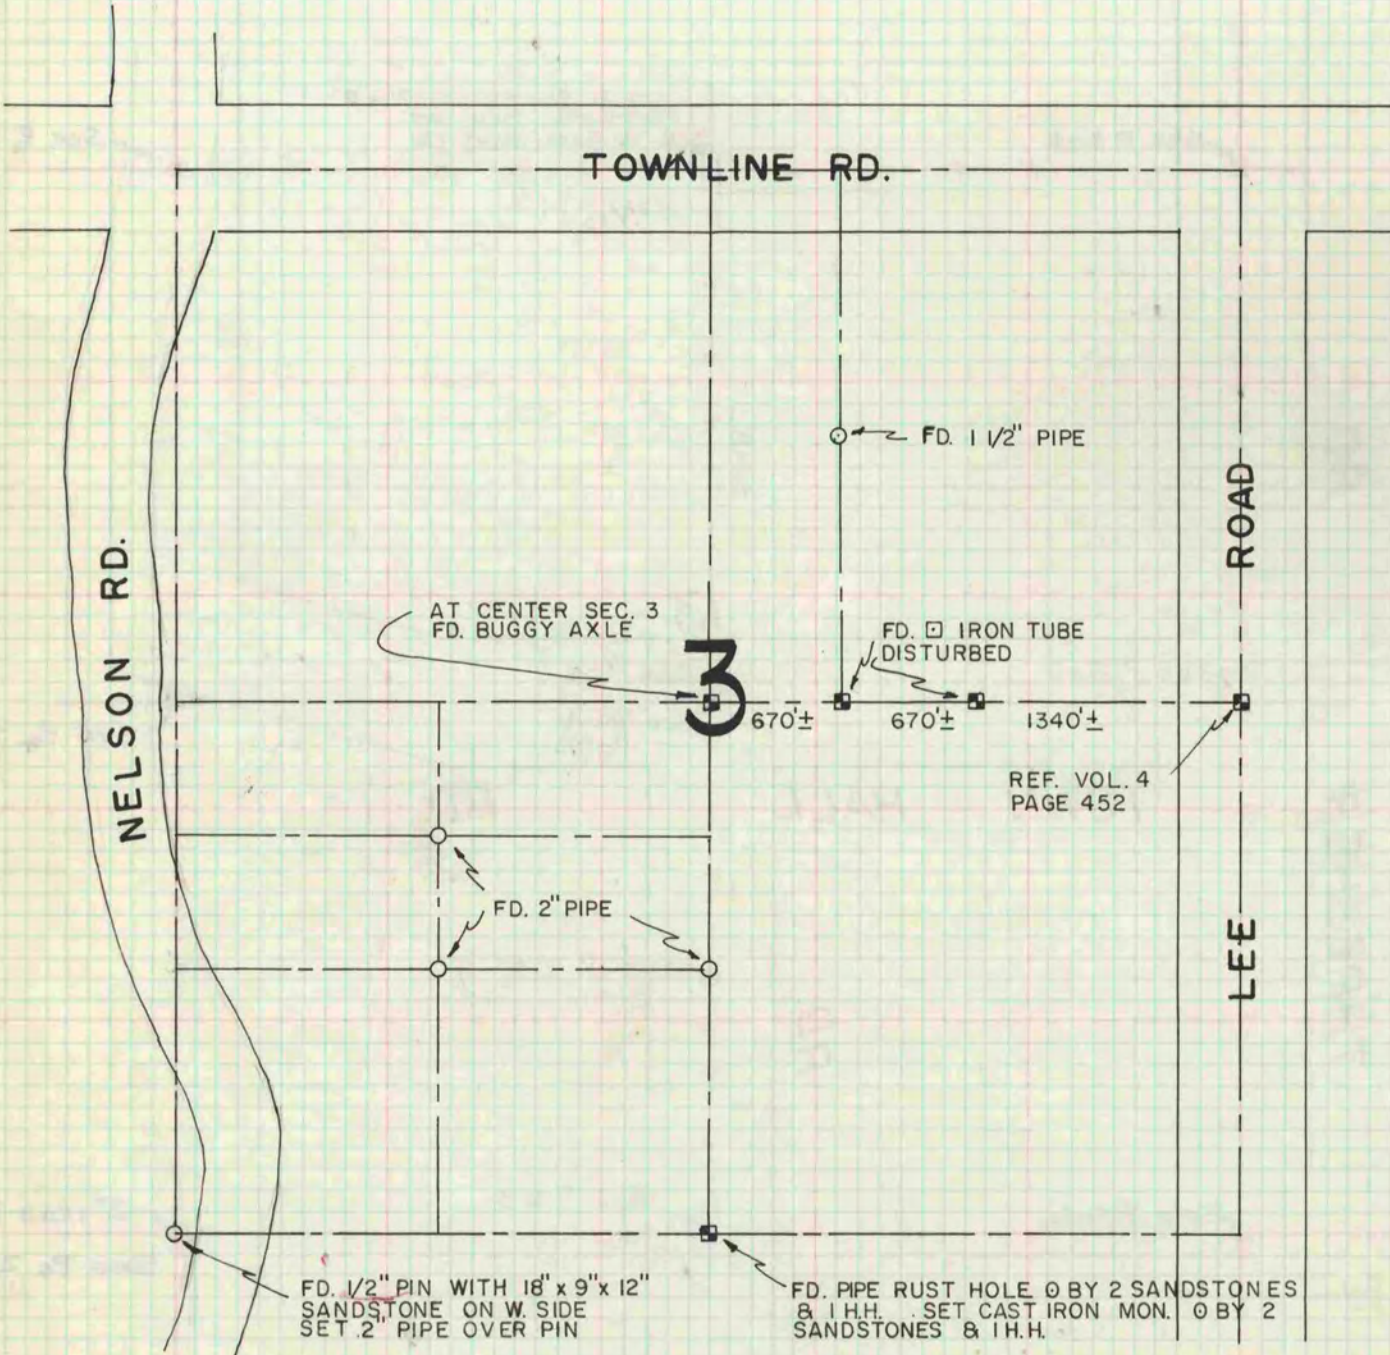 TOWNLINE RD.
FD. 1 1/2" PIPE
ROAD
NELSON RD.
AT CENTER SEC. 3
FD. BUGGY AXLE
FD. ⊡ IRON TUBE
DISTURBED
3
670'±
670'±
1340'±
REF. VOL. 4
PAGE 452
FD. 2" PIPE
LEE
FD. 1/2" PIN WITH 18" x 9" x 12"
SANDSTONE ON W. SIDE
SET 2" PIPE OVER PIN
FD. PIPE RUST HOLE ⊙ BY 2 SANDSTONES
& 1 H.H. SET CAST IRON MON. ⊙ BY 2
SANDSTONES & 1 H.H.